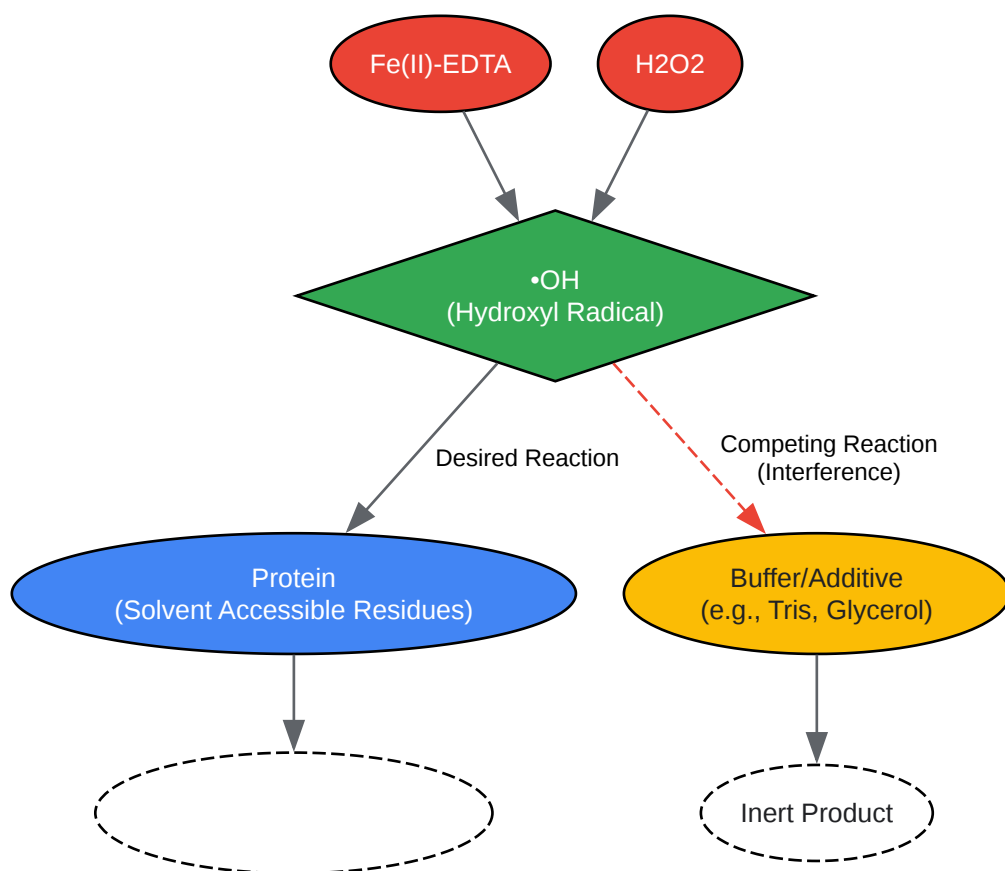 Fe(II)-EDTA
H2O2
•OH
(Hydroxyl Radical)
Desired Reaction
Competing Reaction
(Interference)
Protein
(Solvent Accessible Residues)
Buffer/Additive
(e.g., Tris, Glycerol)
Inert Product